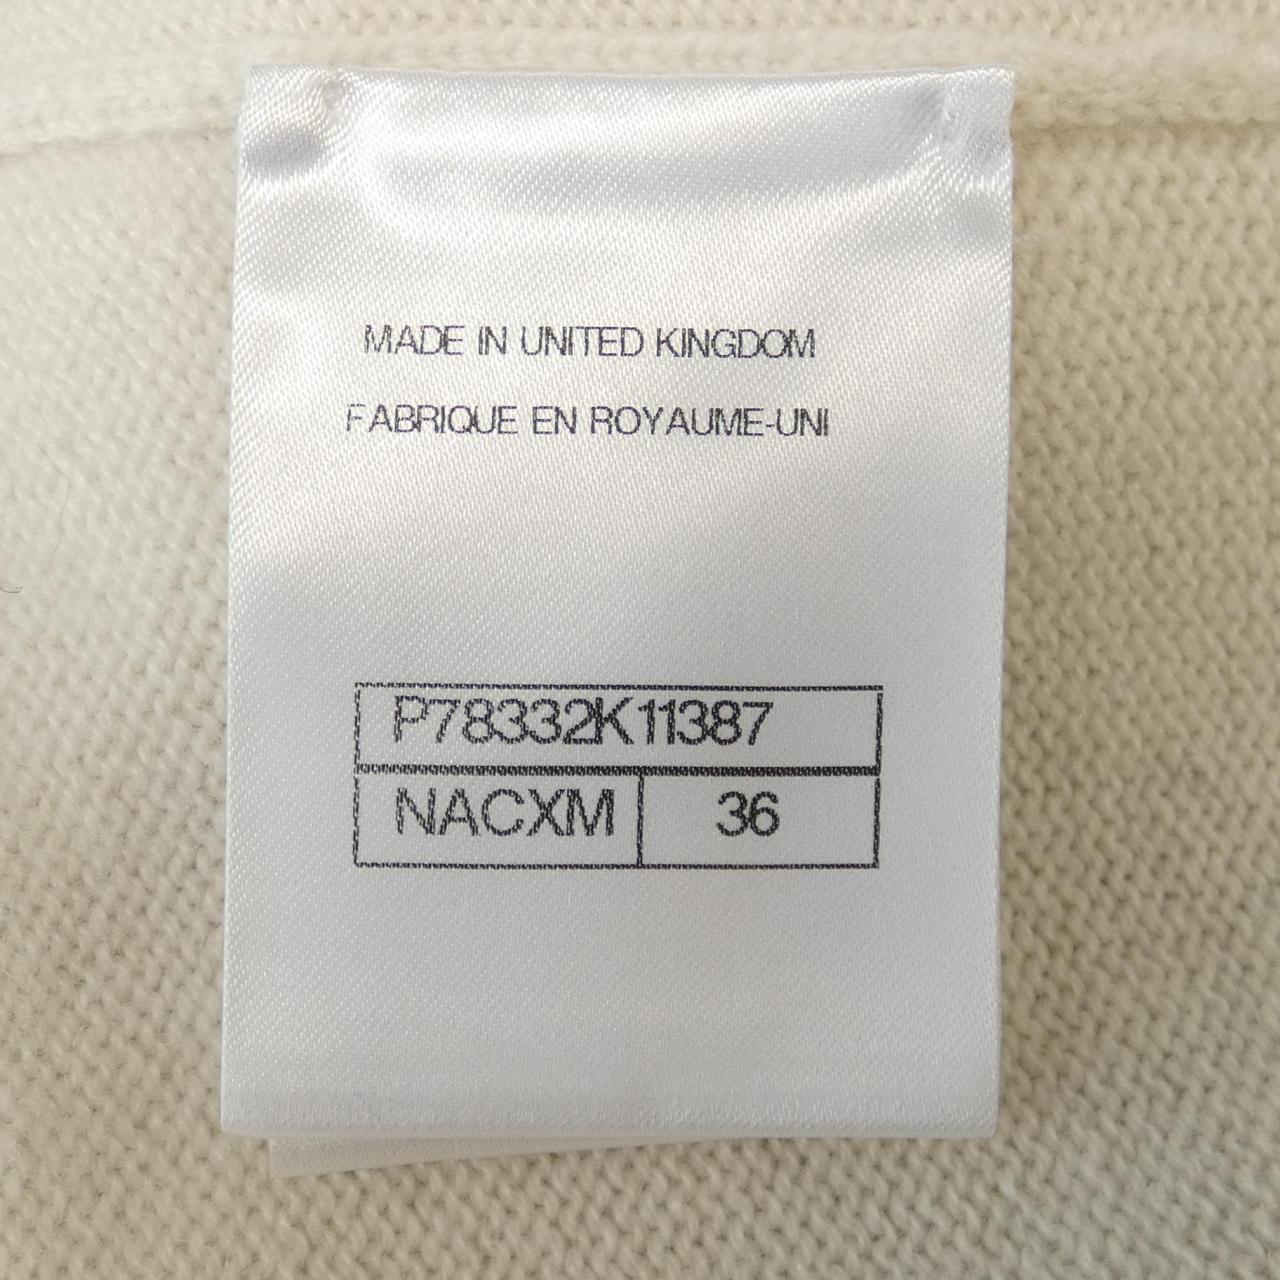 MADE IN UNITED KINGDOM
FABRIQUE EN ROYAUME-UNI
P78332K11387
NACXM 36